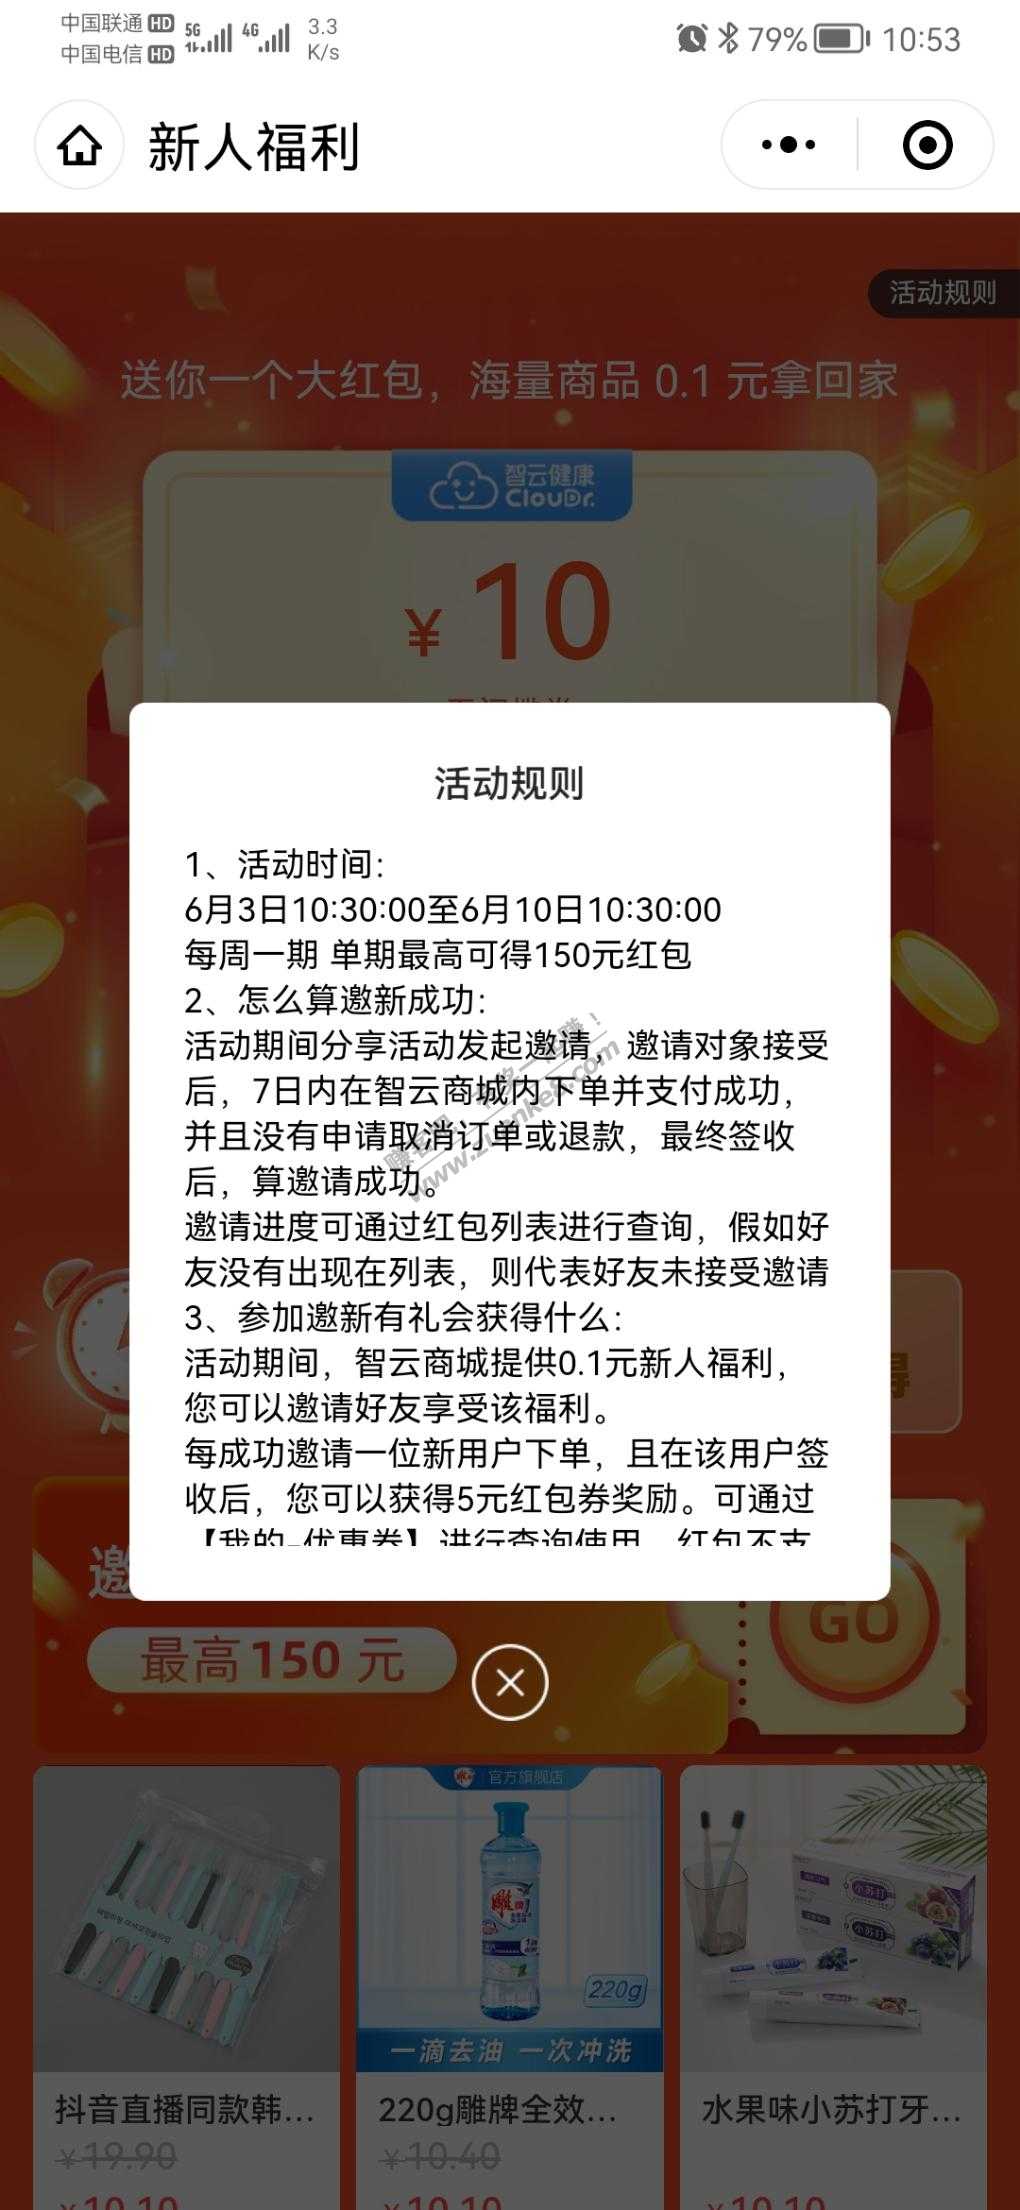 中国联通 HD 5G 4G 3.3
中国电信 HD K/s 79% 10:53
新人福利
活动规则
送你一个大红包，海量商品 0.1 元拿回家
智云健康
ClouDr.
¥ 10
活动规则
1、活动时间：
6月3日10:30:00至6月10日10:30:00
每周一期 单期最高可得150元红包
2、怎么算邀新成功：
活动期间分享活动发起邀请，邀请对象接受
后，7日内在智云商城内下单并支付成功，
并且没有申请取消订单或退款，最终签收
后，算邀请成功。
邀请进度可通过红包列表进行查询，假如好
友没有出现在列表，则代表好友未接受邀请
3、参加邀新有礼会获得什么：
活动期间，智云商城提供0.1元新人福利，
您可以邀请好友享受该福利。
每成功邀请一位新用户下单，且在该用户签
收后，您可以获得5元红包券奖励。可通过
【我的-优惠券】进行查询使用，红包不支
www.zuanke8.com
得
邀
GO
最高150 元
官方旗舰店
雕牌
220g
小苏打
小苏打
一滴去油 一次冲洗
抖音直播同款韩...
220g雕牌全效...
水果味小苏打牙...
¥19.90
¥10.40
¥10.10
¥10.10
¥10.10